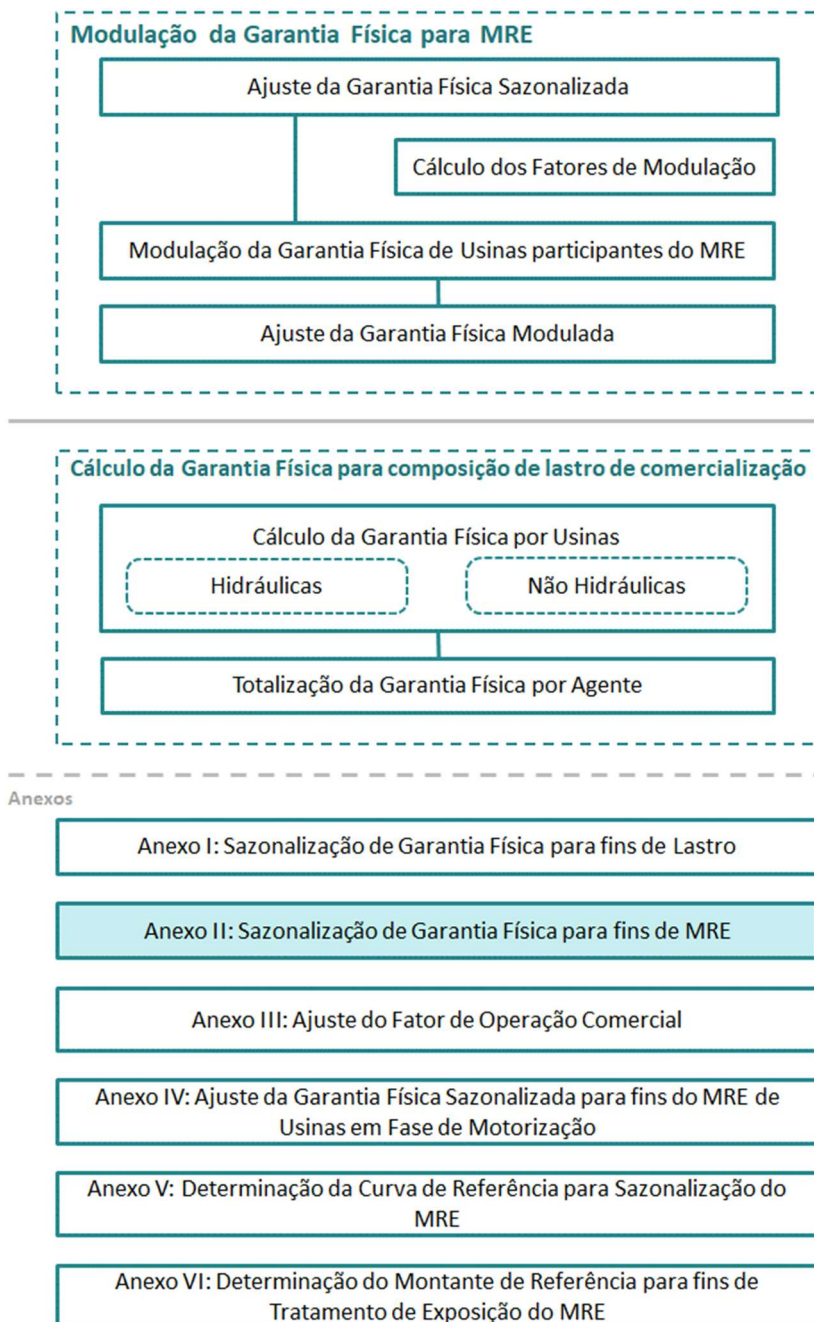 Modulação da Garantia Física para MRE
Ajuste da Garantia Física Sazonalizada
Cálculo dos Fatores de Modulação
Modulação da Garantia Física de Usinas participantes do MRE
Ajuste da Garantia Física Modulada
Cálculo da Garantia Física para composição de lastro de comercialização
Cálculo da Garantia Física por Usinas
Hidráulicas
Não Hidráulicas
Totalização da Garantia Física por Agente
Anexos
Anexo I: Sazonalização de Garantia Física para fins de Lastro
Anexo II: Sazonalização de Garantia Física para fins de MRE
Anexo III: Ajuste do Fator de Operação Comercial
Anexo IV: Ajuste da Garantia Física Sazonalizada para fins do MRE de
Usinas em Fase de Motorização
Anexo V: Determinação da Curva de Referência para Sazonalização do
MRE
Anexo VI: Determinação do Montante de Referência para fins de
Tratamento de Exposição do MRE